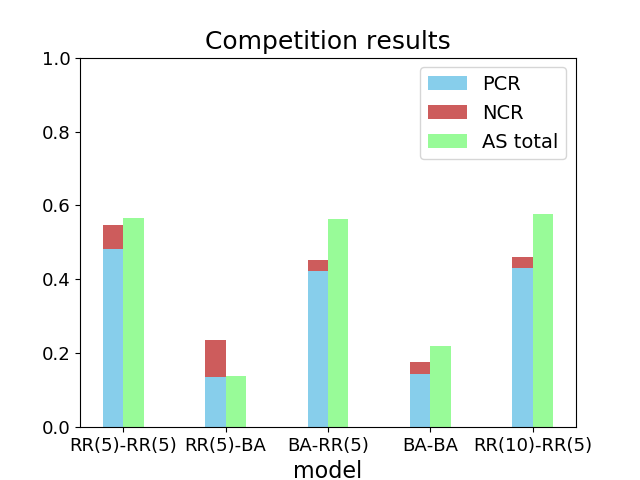 Competition results
1.0
0.8
0.6
0.4
0.2
0.0
PCR
NCR
AS total
RR(5)-RR(5) RR(5)-BA BA-RR(5) BA-BA RR(10)-RR(5)
model